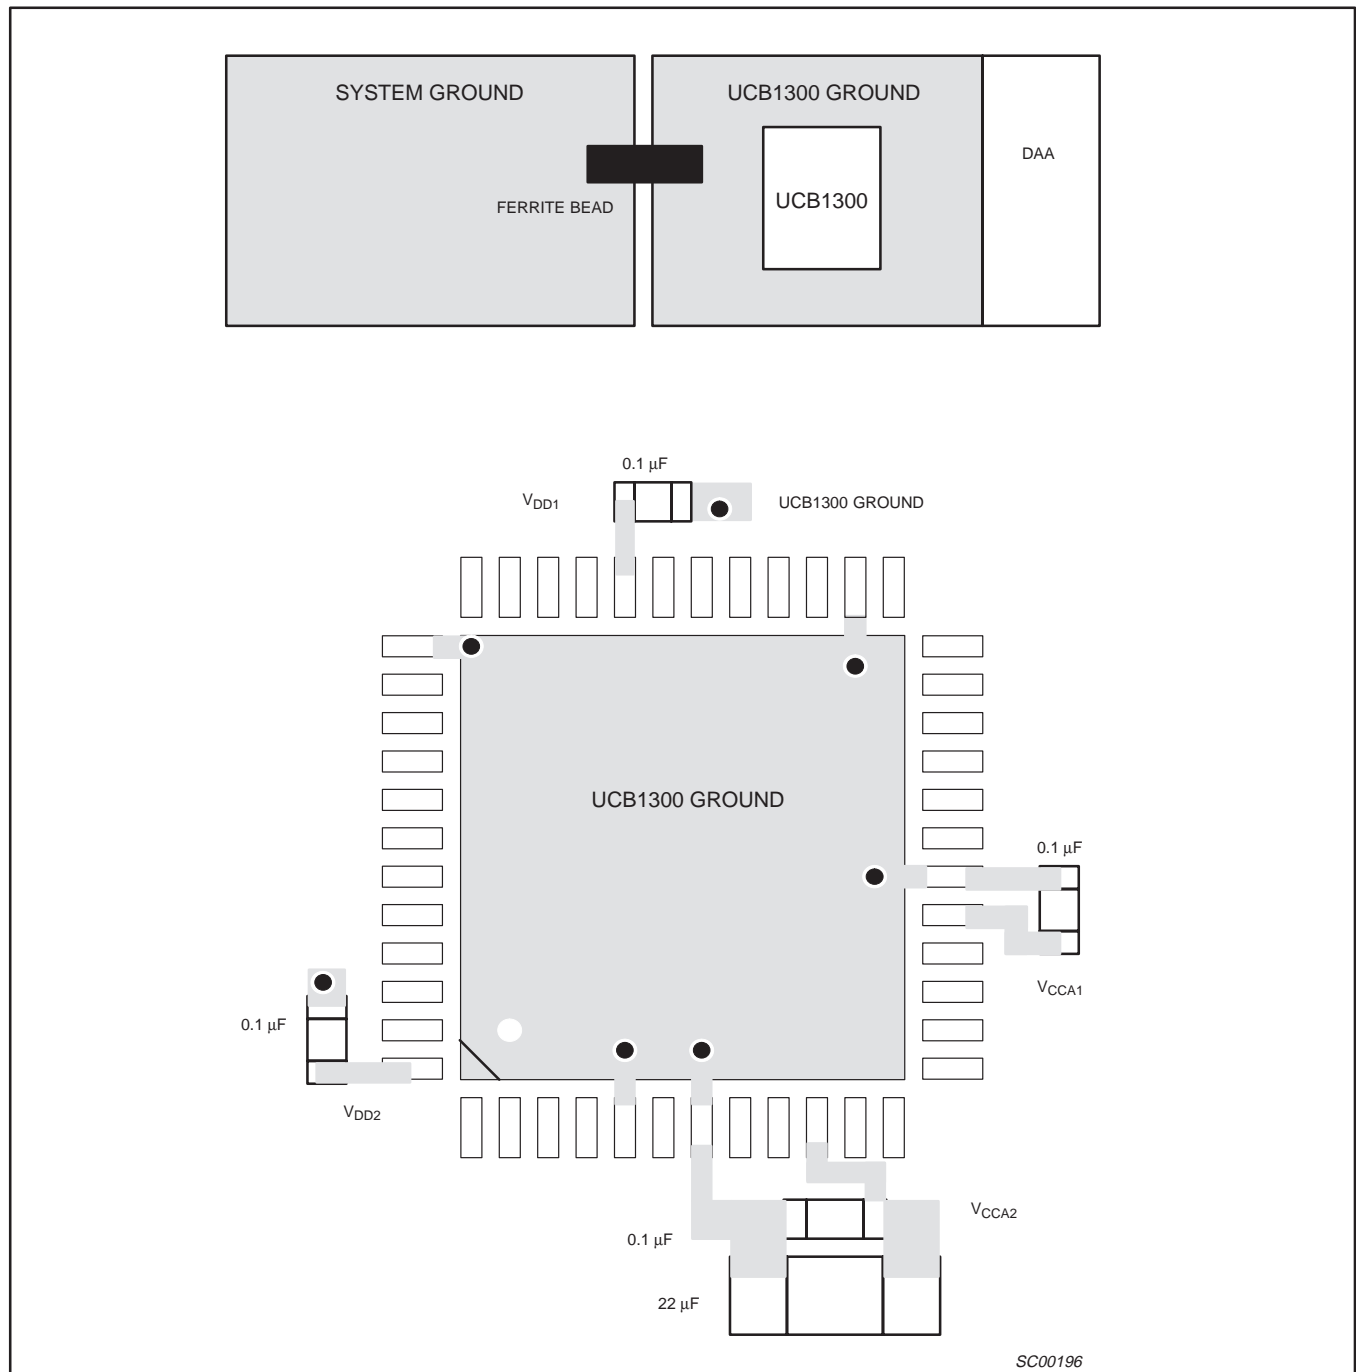 SYSTEM GROUND
UCB1300 GROUND
DAA
UCB1300
FERRITE BEAD
0.1 µF
VDD1
UCB1300 GROUND
UCB1300 GROUND
0.1 µF
VCCA1
0.1 µF
VDD2
VCCA2
0.1 µF
22 µF
SC00196